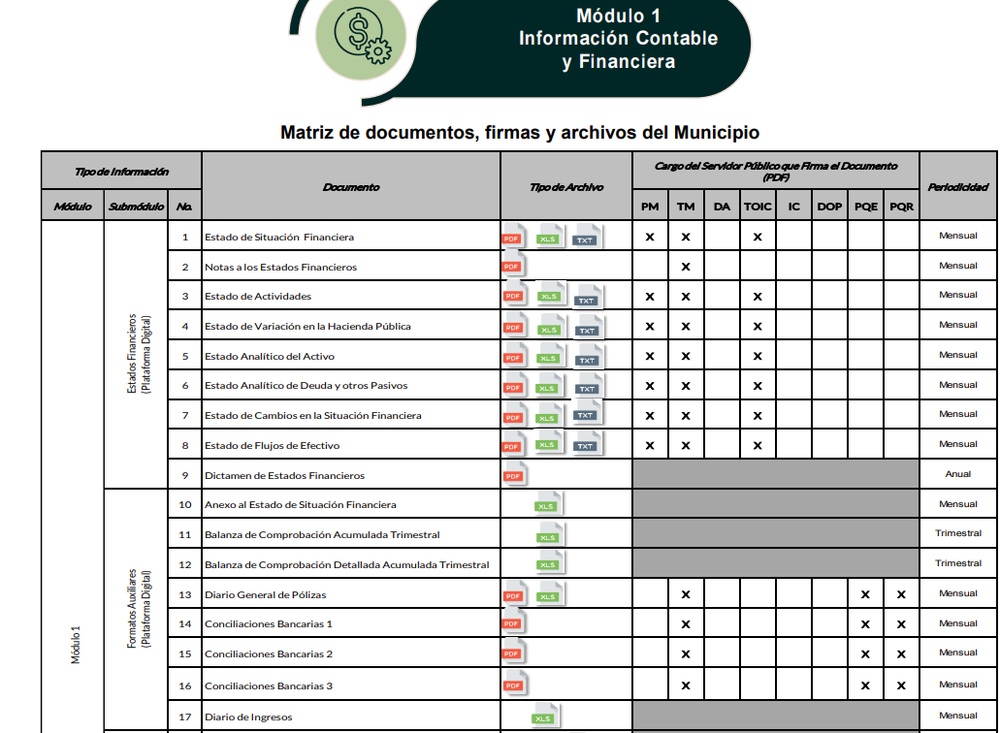 Módulo 1
Información Contable
y Financiera
Matriz de documentos, firmas y archivos del Municipio
Tipo de Información Documento Tipo de Archivo Cargo del Servidor Público que Firma el Documento (PDF) Periodicidad
Módulo Submódulo No. PM TM DA TOIC IC DOP PQE PQR
Módulo 1
Estados Financieros
(Plataforma Digital)
1 Estado de Situación Financiera PDF XLS TXT X X X Mensual
2 Notas a los Estados Financieros PDF X Mensual
3 Estado de Actividades PDF XLS TXT X X X Mensual
4 Estado de Variación en la Hacienda Pública PDF XLS TXT X X X Mensual
5 Estado Analítico del Activo PDF XLS TXT X X X Mensual
6 Estado Analítico de Deuda y otros Pasivos PDF XLS TXT X X X Mensual
7 Estado de Cambios en la Situación Financiera PDF XLS TXT X X X Mensual
8 Estado de Flujos de Efectivo PDF XLS TXT X X X Mensual
9 Dictamen de Estados Financieros PDF Anual
Formatos Auxiliares
(Plataforma Digital)
10 Anexo al Estado de Situación Financiera XLS Mensual
11 Balanza de Comprobación Acumulada Trimestral XLS Trimestral
12 Balanza de Comprobación Detallada Acumulada Trimestral XLS Trimestral
13 Diario General de Pólizas PDF XLS X X X Mensual
14 Conciliaciones Bancarias 1 PDF X X X Mensual
15 Conciliaciones Bancarias 2 PDF X X X Mensual
16 Conciliaciones Bancarias 3 PDF X X X Mensual
17 Diario de Ingresos XLS Mensual